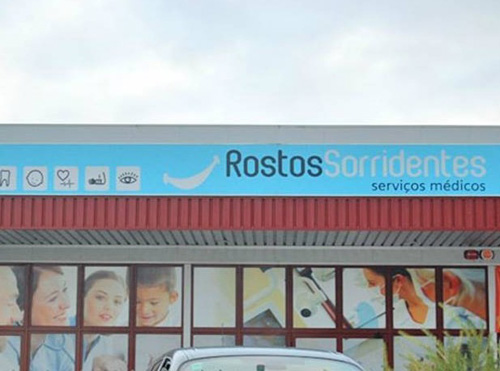 RostosSorridentes
serviços médicos